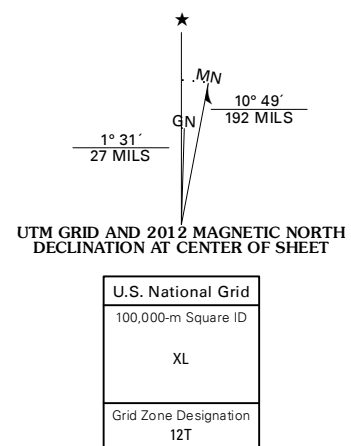 ★
MN
GN
1° 31´
27 MILS
10° 49´
192 MILS
UTM GRID AND 2012 MAGNETIC NORTH
DECLINATION AT CENTER OF SHEET
U.S. National Grid
100,000-m Square ID
XL
Grid Zone Designation
12T